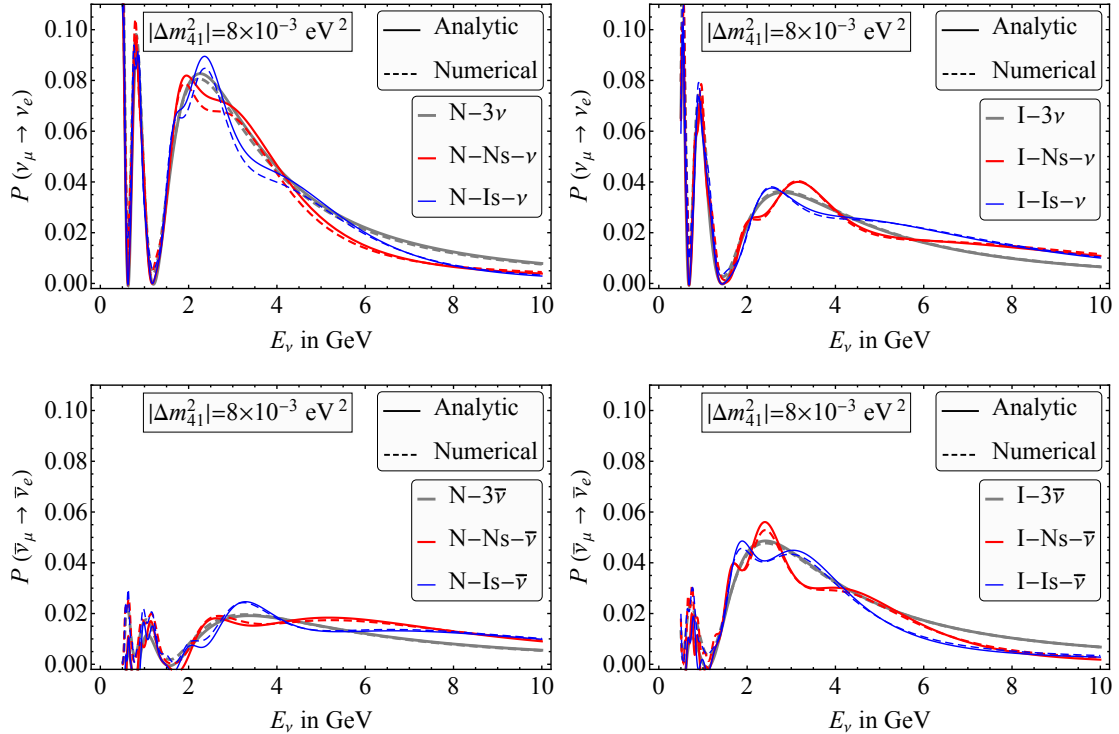 0.10
0.08
0.06
0.04
0.02
0.00
P (ν_μ → ν_e)
|Δm²₄₁|=8×10⁻³ eV²
Analytic
Numerical
N−3ν
N−Ns−ν
N−Is−ν
0 2 4 6 8 10
E_ν in GeV
0.10
0.08
0.06
0.04
0.02
0.00
P (ν_μ → ν_e)
|Δm²₄₁|=8×10⁻³ eV²
Analytic
Numerical
I−3ν
I−Ns−ν
I−Is−ν
0 2 4 6 8 10
E_ν in GeV
0.10
0.08
0.06
0.04
0.02
0.00
P (ν̅_μ → ν̅_e)
|Δm²₄₁|=8×10⁻³ eV²
Analytic
Numerical
N−3ν̅
N−Ns−ν̅
N−Is−ν̅
0 2 4 6 8 10
E_ν in GeV
0.10
0.08
0.06
0.04
0.02
0.00
P (ν̅_μ → ν̅_e)
|Δm²₄₁|=8×10⁻³ eV²
Analytic
Numerical
I−3ν̅
I−Ns−ν̅
I−Is−ν̅
0 2 4 6 8 10
E_ν in GeV